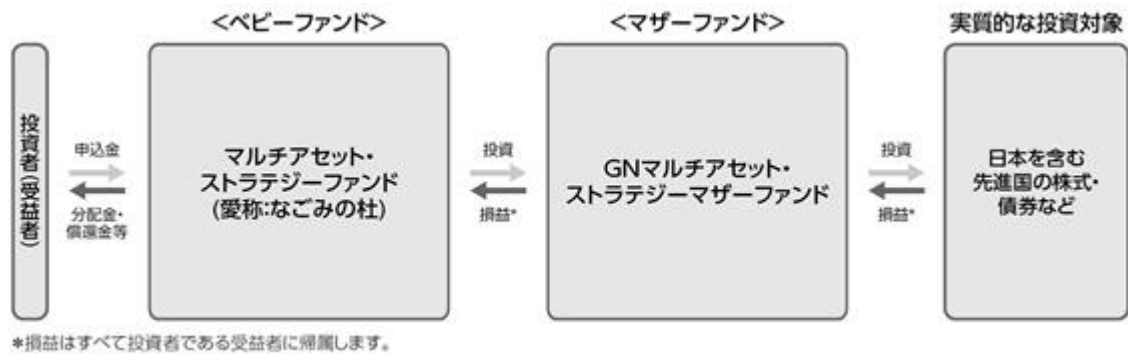 ＜ベビーファンド＞
＜マザーファンド＞
実質的な投資対象
投資者（受益者）
申込金
分配金・
償還金等
マルチアセット・
ストラテジーファンド
(愛称:なごみの杜)
投資
損益*
GNマルチアセット・
ストラテジーマザーファンド
投資
損益*
日本を含む
先進国の株式・
債券など
*損益はすべて投資者である受益者に帰属します。